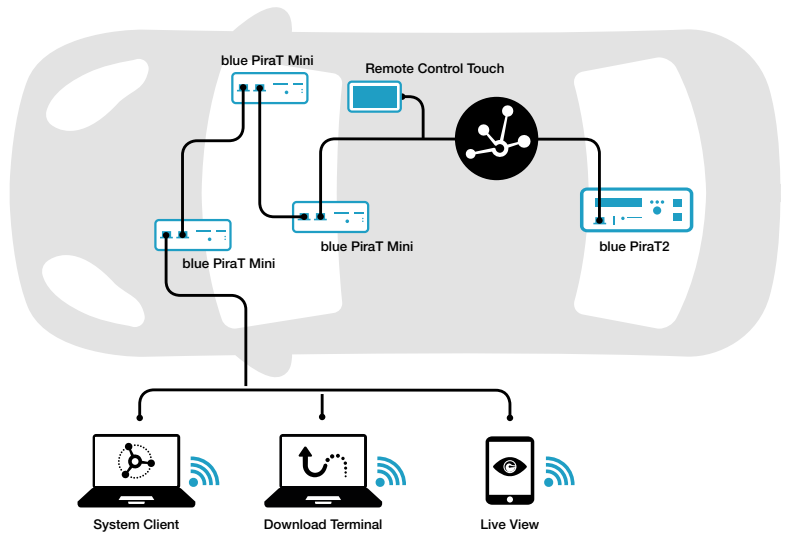 blue PiraT Mini
Remote Control Touch
blue PiraT Mini
blue PiraT2
blue PiraT Mini
System Client
Download Terminal
Live View